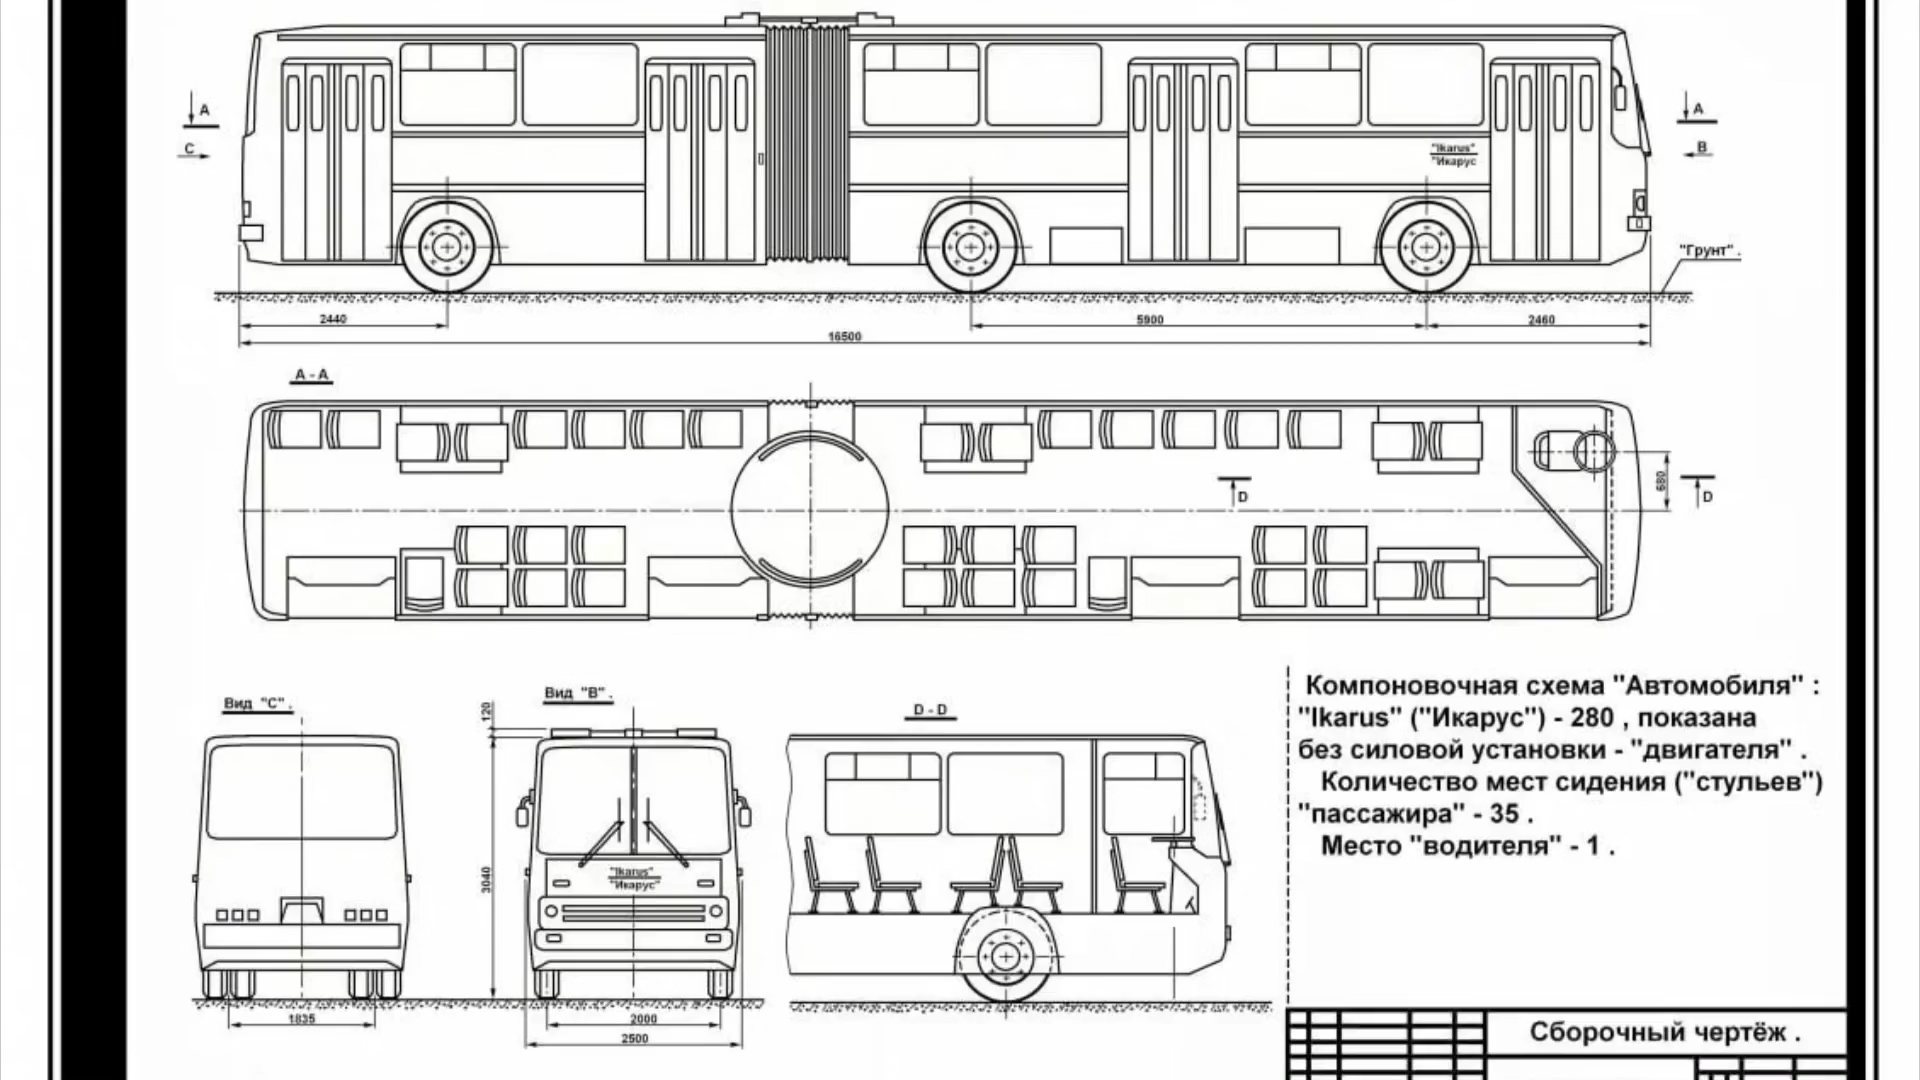 A
A
C
B
"Ikarus"
"Икарус
"Грунт" .
2440
5900
2460
16500
A - A
D
D
680
Вид "C" .
Вид "B" .
D - D
120
3040
"Ikarus"
"Икарус"
1835
2000
2500
Компоновочная схема "Автомобиля" :
"Ikarus" ("Икарус") - 280 , показана
без силовой установки - "двигателя" .
Количество мест сидения ("стульев")
"пассажира" - 35 .
Место "водителя" - 1 .
Сборочный чертёж .